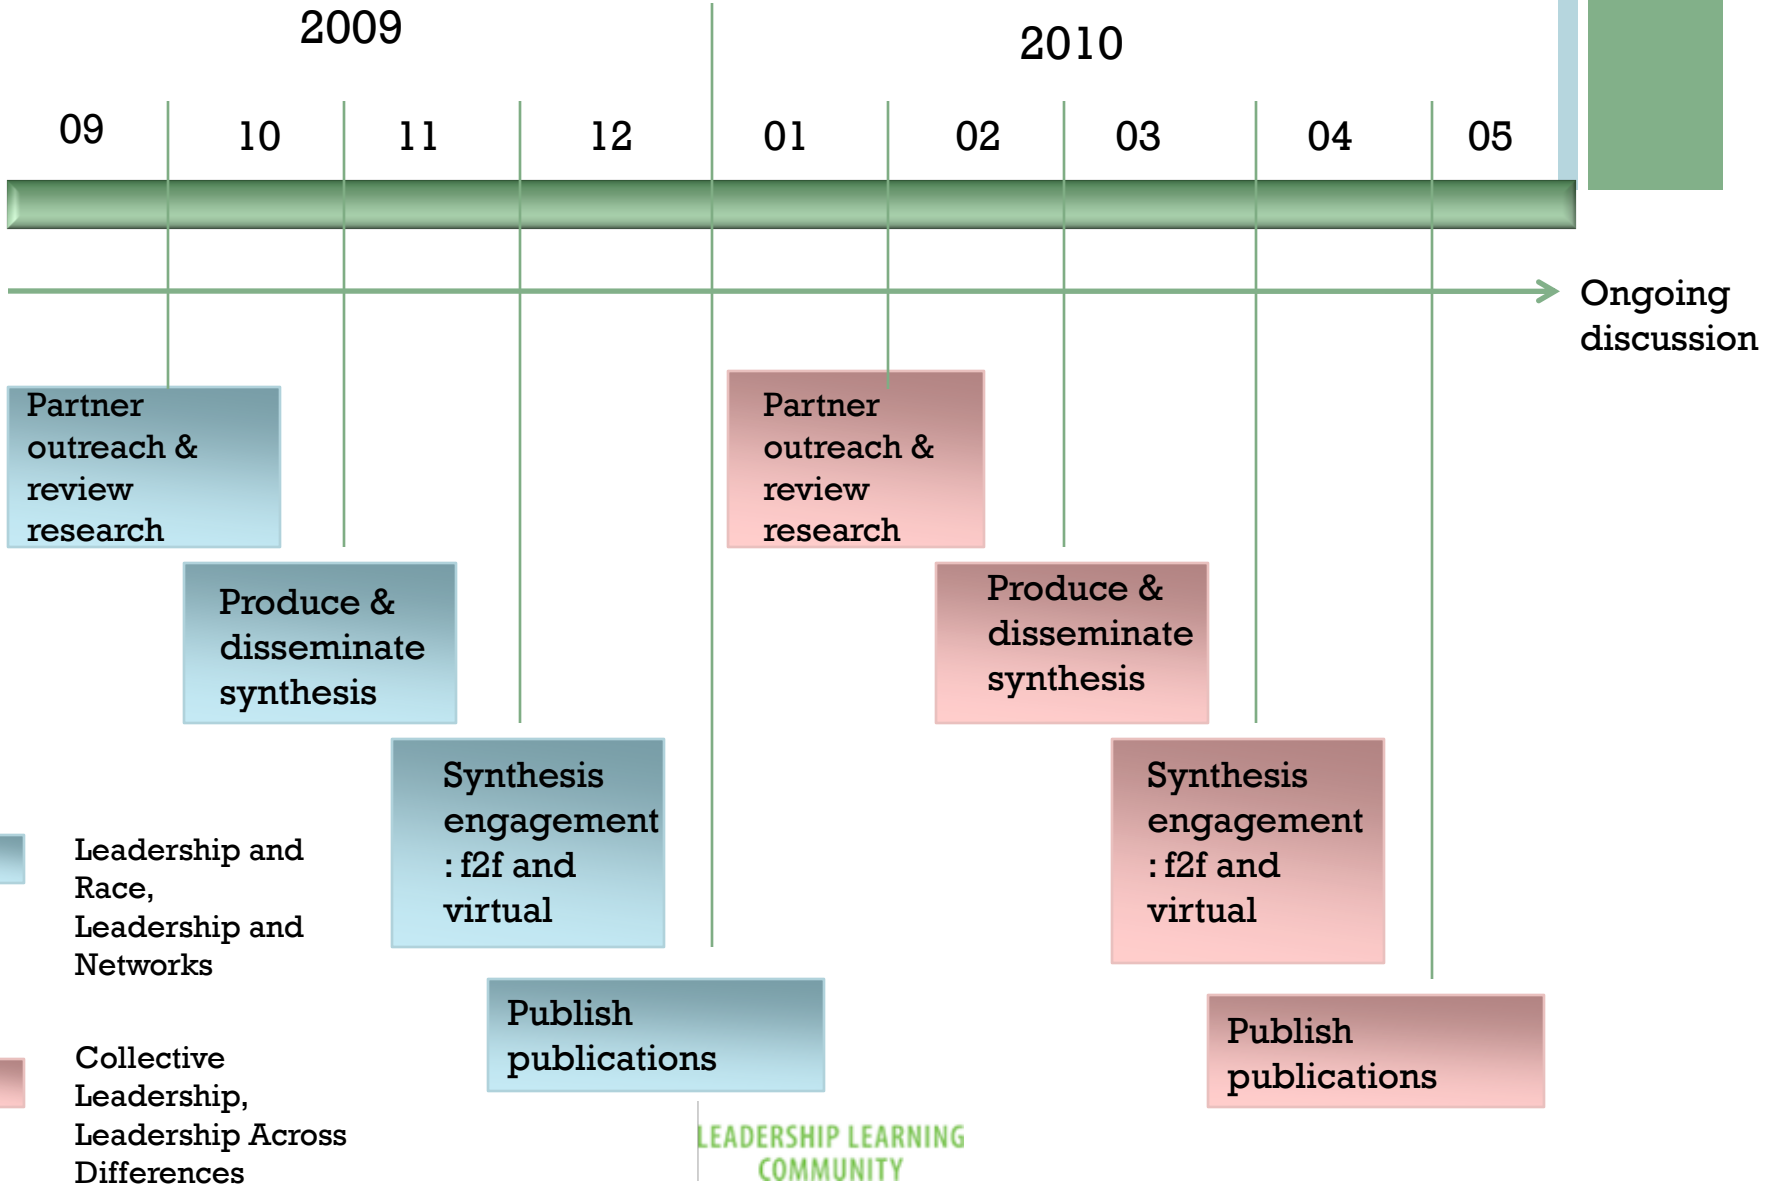 2009
2010
09
10
11
12
01
02
03
04
05
Ongoing
discussion
Partner
outreach &
review
research
Partner
outreach &
review
research
Produce &
disseminate
synthesis
Produce &
disseminate
synthesis
Synthesis
engagement
: f2f and
virtual
Synthesis
engagement
: f2f and
virtual
Leadership and
Race,
Leadership and
Networks
Publish
publications
Publish
publications
Collective
Leadership,
Leadership Across
Differences
LEADERSHIP LEARNING
COMMUNITY